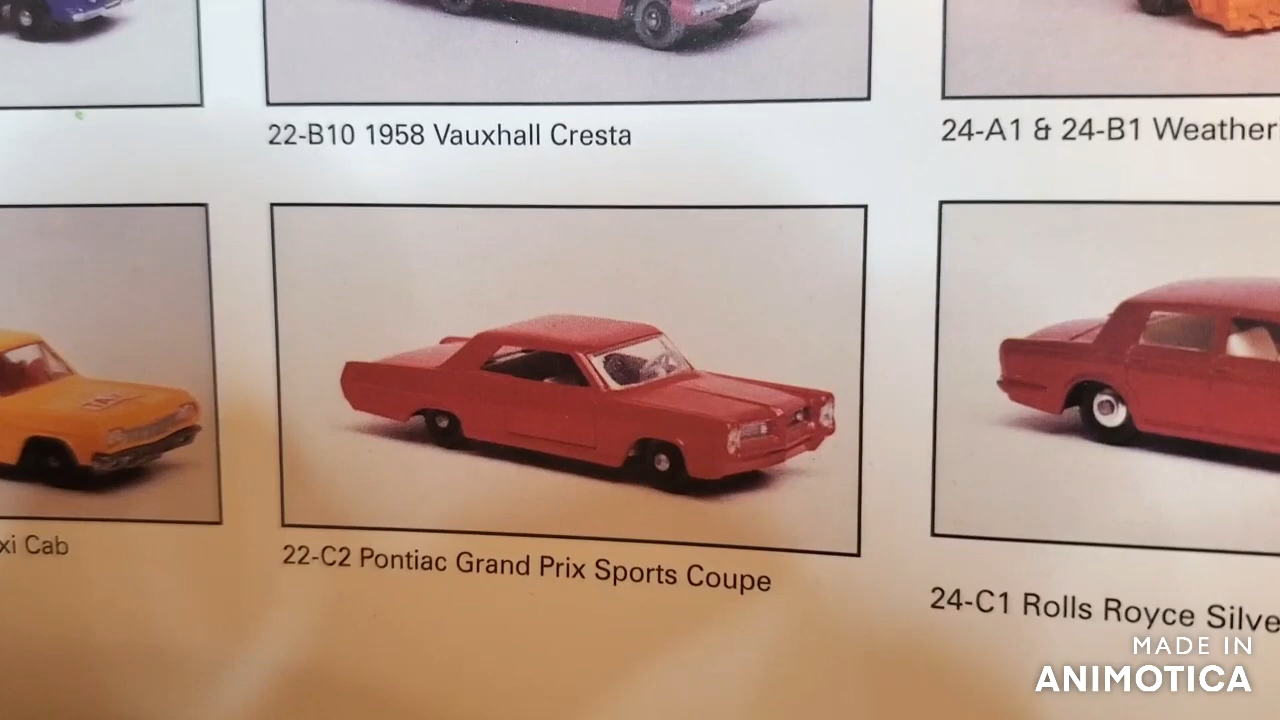 22-B10 1958 Vauxhall Cresta
24-A1 & 24-B1 Weather
TAXI
xi Cab
22-C2 Pontiac Grand Prix Sports Coupe
24-C1 Rolls Royce Silve
MADE IN
ANIMOTICA